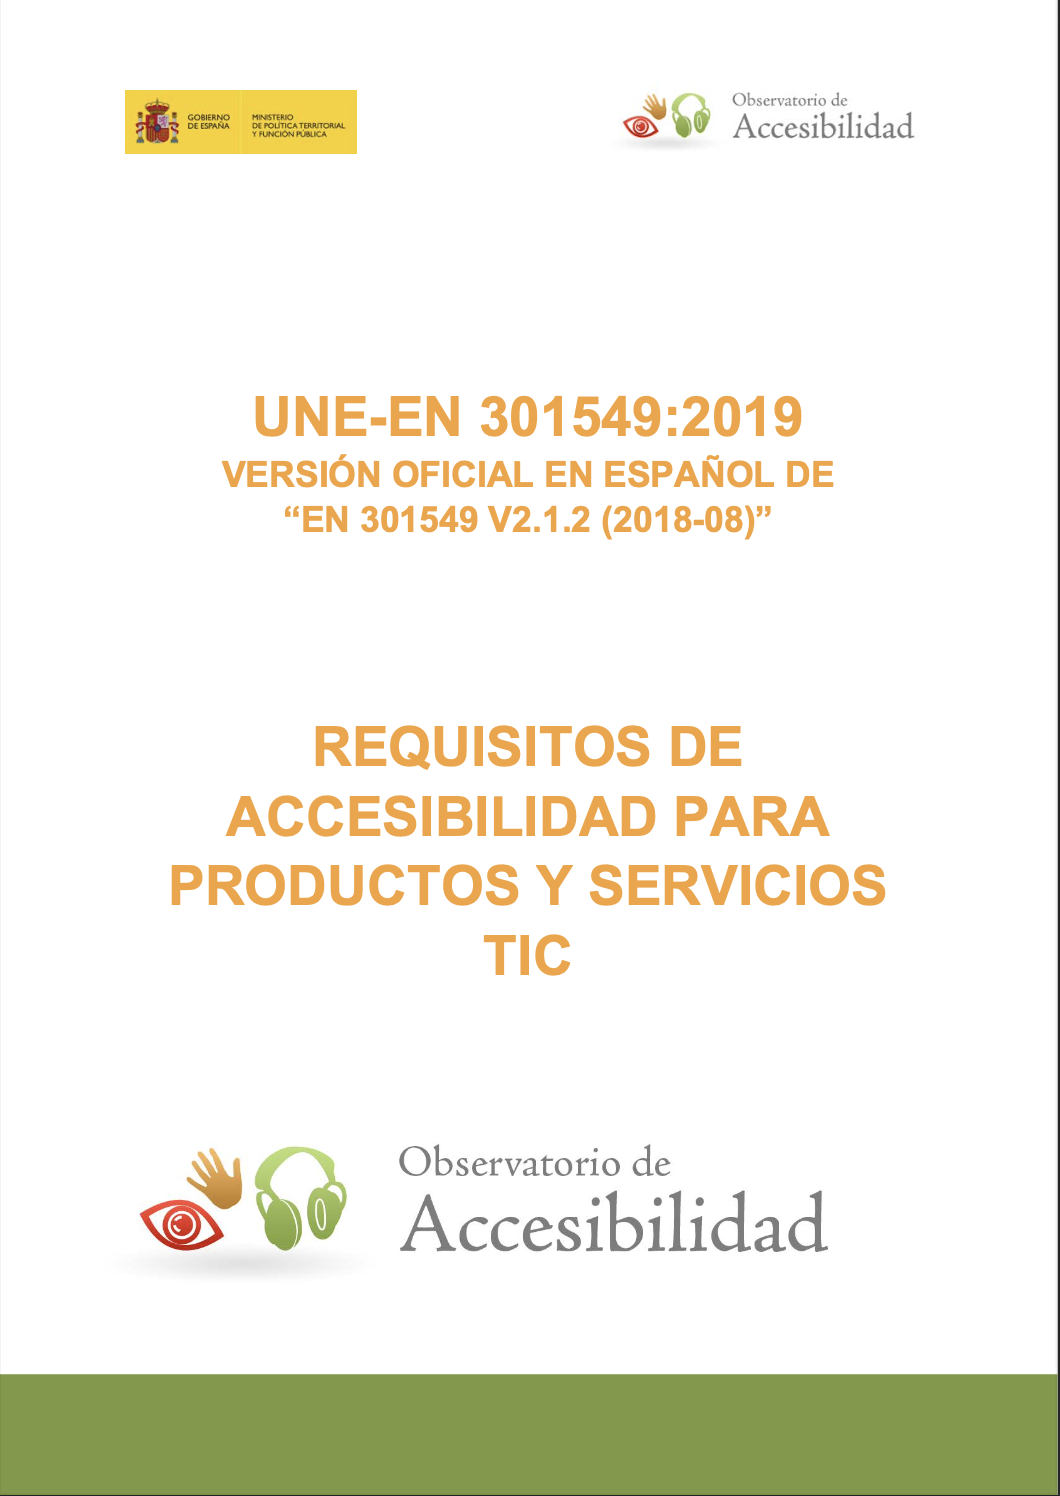 GOBIERNO
DE ESPAÑA
MINISTERIO
DE POLÍTICA TERRITORIAL
Y FUNCIÓN PÚBLICA
Observatorio de
Accesibilidad
UNE-EN 301549:2019
VERSIÓN OFICIAL EN ESPAÑOL DE
“EN 301549 V2.1.2 (2018-08)”
REQUISITOS DE
ACCESIBILIDAD PARA
PRODUCTOS Y SERVICIOS
TIC
Observatorio de
Accesibilidad